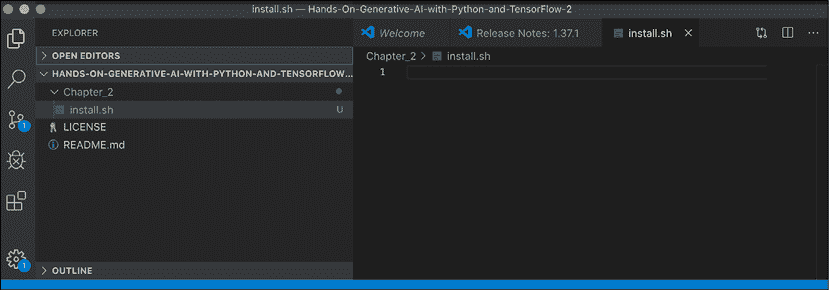 install.sh — Hands-On-Generative-AI-with-Python-and-TensorFlow-2
EXPLORER
OPEN EDITORS
HANDS-ON-GENERATIVE-AI-WITH-PYTHON-AND-TENSORFLOW...
Chapter_2
install.sh U
LICENSE
README.md
OUTLINE
1
1
Welcome
Release Notes: 1.37.1
install.sh
Chapter_2 > install.sh
1